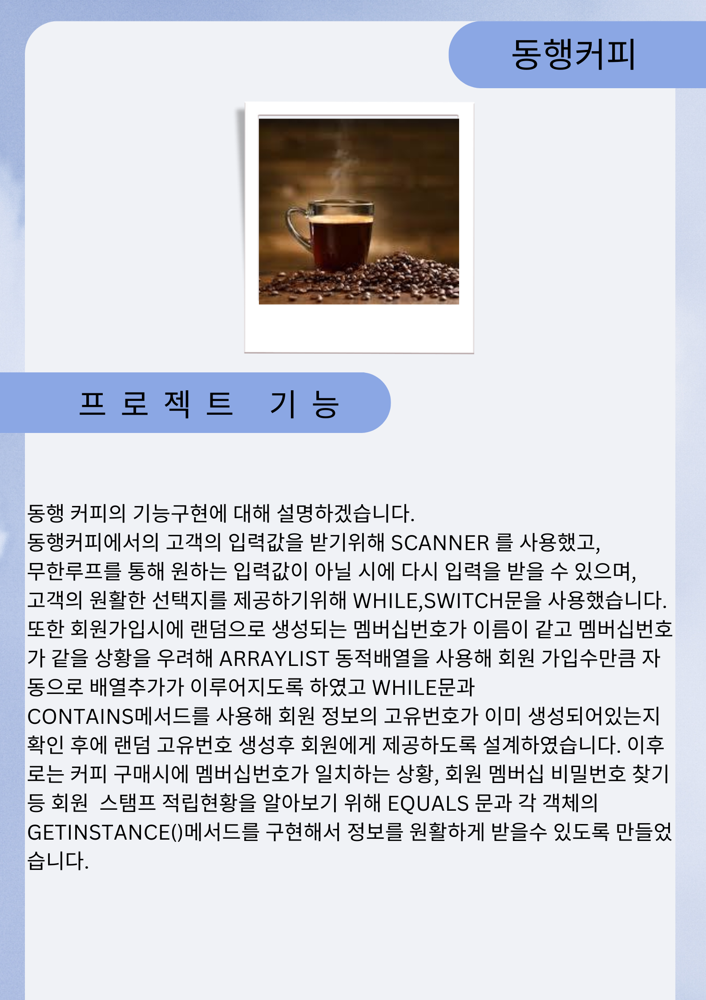 동행커피
프로젝트 기능
동행 커피의 기능구현에 대해 설명하겠습니다.
동행커피에서의 고객의 입력값을 받기위해 SCANNER 를 사용했고,
무한루프를 통해 원하는 입력값이 아닐 시에 다시 입력을 받을 수 있으며,
고객의 원활한 선택지를 제공하기위해 WHILE,SWITCH문을 사용했습니다.
또한 회원가입시에 랜덤으로 생성되는 멤버십번호가 이름이 같고 멤버십번호
가 같을 상황을 우려해 ARRAYLIST 동적배열을 사용해 회원 가입수만큼 자
동으로 배열추가가 이루어지도록 하였고 WHILE문과
CONTAINS메서드를 사용해 회원 정보의 고유번호가 이미 생성되어있는지
확인 후에 랜덤 고유번호 생성후 회원에게 제공하도록 설계하였습니다. 이후
로는 커피 구매시에 멤버십번호가 일치하는 상황, 회원 멤버십 비밀번호 찾기
등 회원  스탬프 적립현황을 알아보기 위해 EQUALS 문과 각 객체의
GETINSTANCE()메서드를 구현해서 정보를 원활하게 받을수 있도록 만들었
습니다.